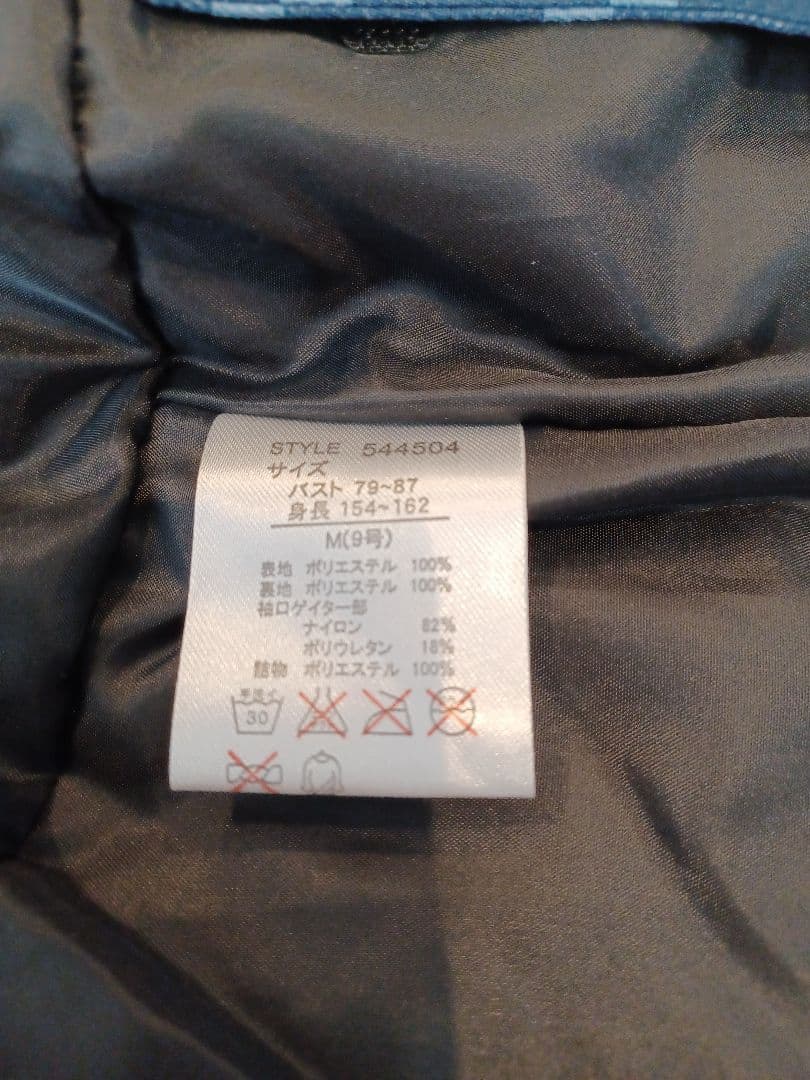 STYLE 544504
サイズ
バスト 79~87
身長 154~162
M(9号)
表地 ポリエステル 100%
裏地 ポリエステル 100%
袖口ゲイター部
ナイロン 82%
ポリウレタン 18%
詰物 ポリエステル 100%
手洗イ
30